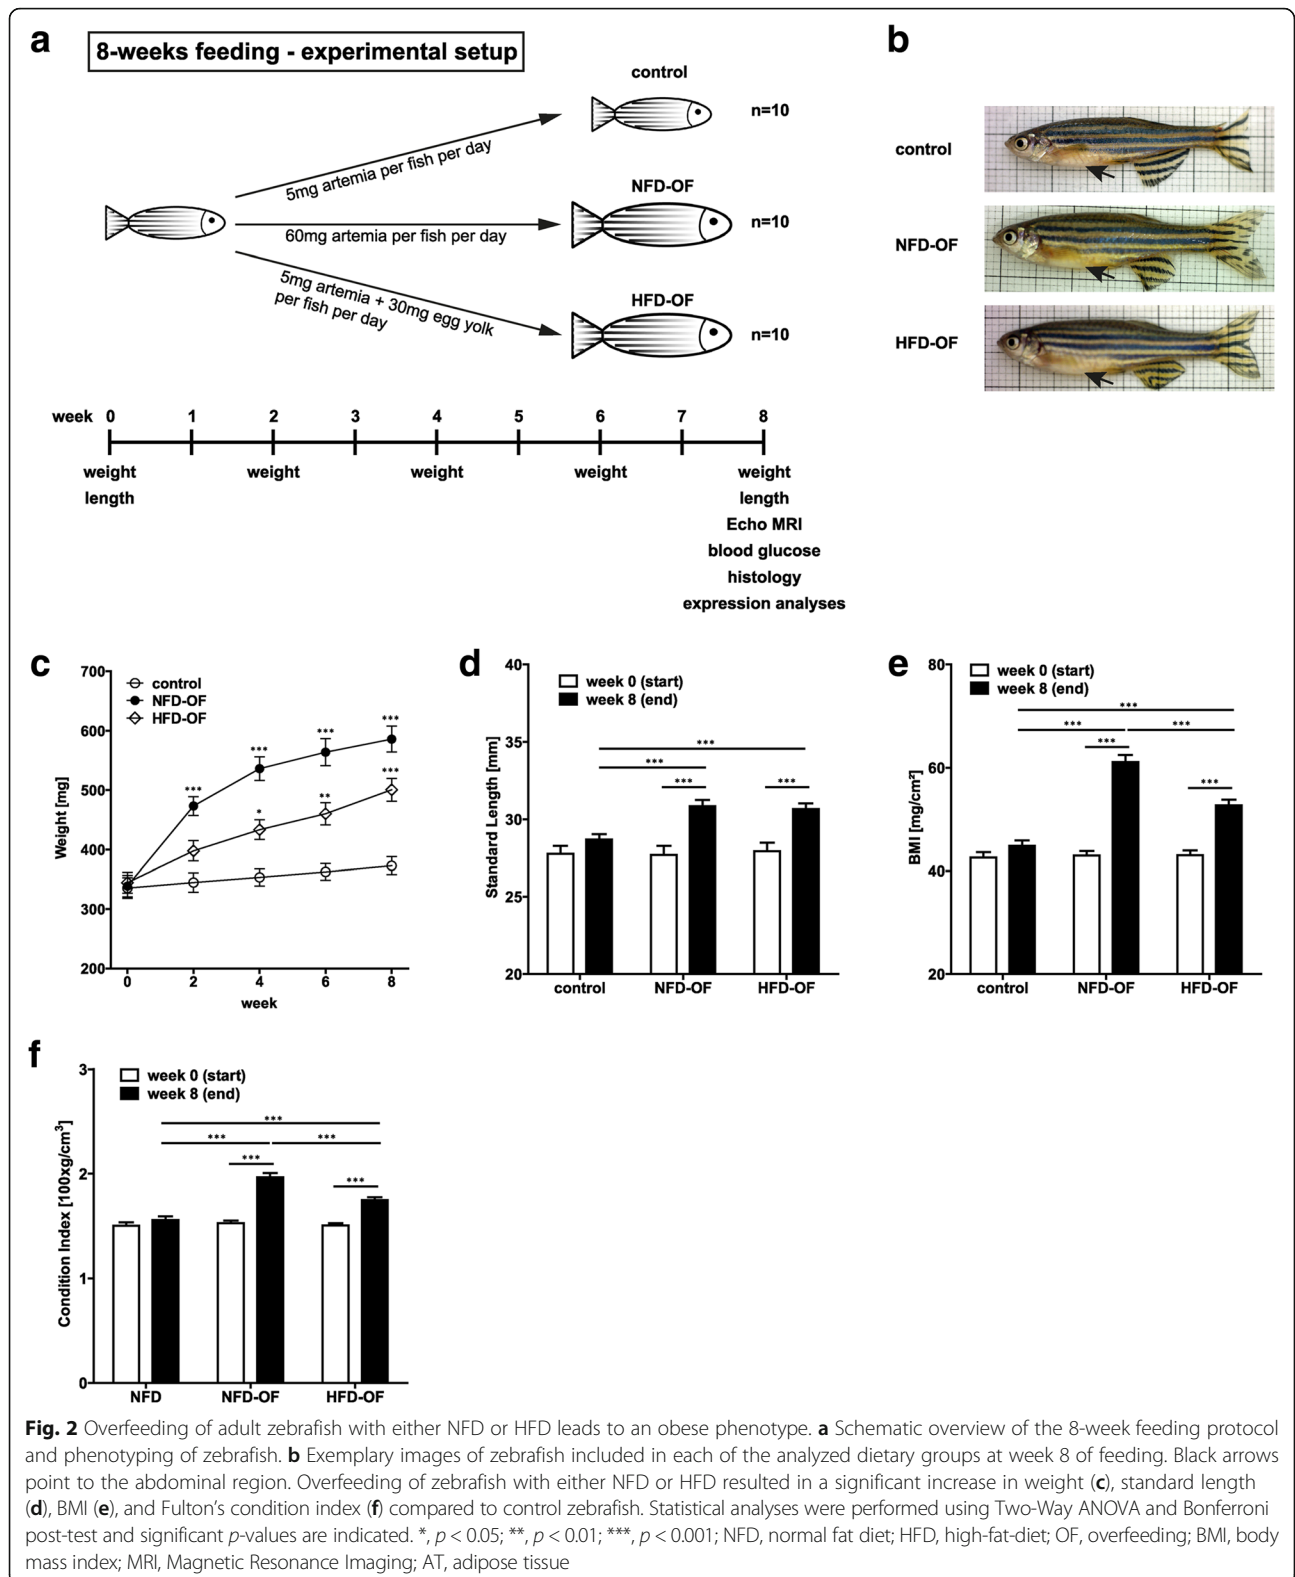 a
8-weeks feeding - experimental setup
control
n=10
5mg artemia per fish per day
NFD-OF
n=10
60mg artemia per fish per day
5mg artemia + 30mg egg yolk
per fish per day
HFD-OF
n=10
week 0 1 2 3 4 5 6 7 8
weight weight weight weight weight
length length
Echo MRI
blood glucose
histology
expression analyses
b
control
NFD-OF
HFD-OF
c
700
600
500
400
300
200
Weight [mg]
control
NFD-OF
HFD-OF
*** *** *** ***
* ** ***
0 2 4 6 8
week
d
40
35
30
25
20
Standard Length [mm]
week 0 (start)
week 8 (end)
***
***
*** ***
control NFD-OF HFD-OF
e
80
60
40
20
BMI [mg/cm²]
week 0 (start)
week 8 (end)
***
*** ***
***
***
control NFD-OF HFD-OF
f
3
2
1
0
Condition Index [100xg/cm³]
week 0 (start)
week 8 (end)
***
*** ***
***
***
NFD NFD-OF HFD-OF
Fig. 2 Overfeeding of adult zebrafish with either NFD or HFD leads to an obese phenotype. a Schematic overview of the 8-week feeding protocol
and phenotyping of zebrafish. b Exemplary images of zebrafish included in each of the analyzed dietary groups at week 8 of feeding. Black arrows
point to the abdominal region. Overfeeding of zebrafish with either NFD or HFD resulted in a significant increase in weight (c), standard length
(d), BMI (e), and Fulton's condition index (f) compared to control zebrafish. Statistical analyses were performed using Two-Way ANOVA and Bonferroni
post-test and significant p-values are indicated. *, p < 0.05; **, p < 0.01; ***, p < 0.001; NFD, normal fat diet; HFD, high-fat-diet; OF, overfeeding; BMI, body
mass index; MRI, Magnetic Resonance Imaging; AT, adipose tissue